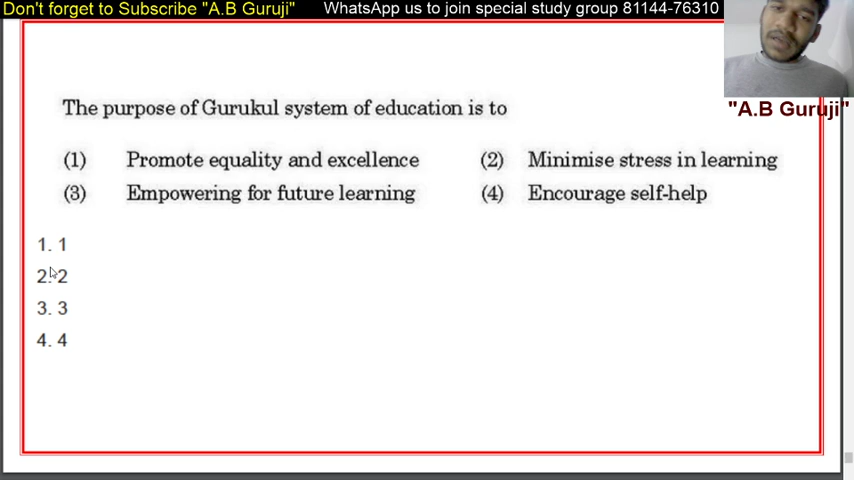 Don't forget to Subscribe "A.B Guruji" WhatsApp us to join special study group 81144-76310
"A.B Guruji"
The purpose of Gurukul system of education is to
(1) Promote equality and excellence (2) Minimise stress in learning
(3) Empowering for future learning (4) Encourage self-help
1. 1
2. 2
3. 3
4. 4